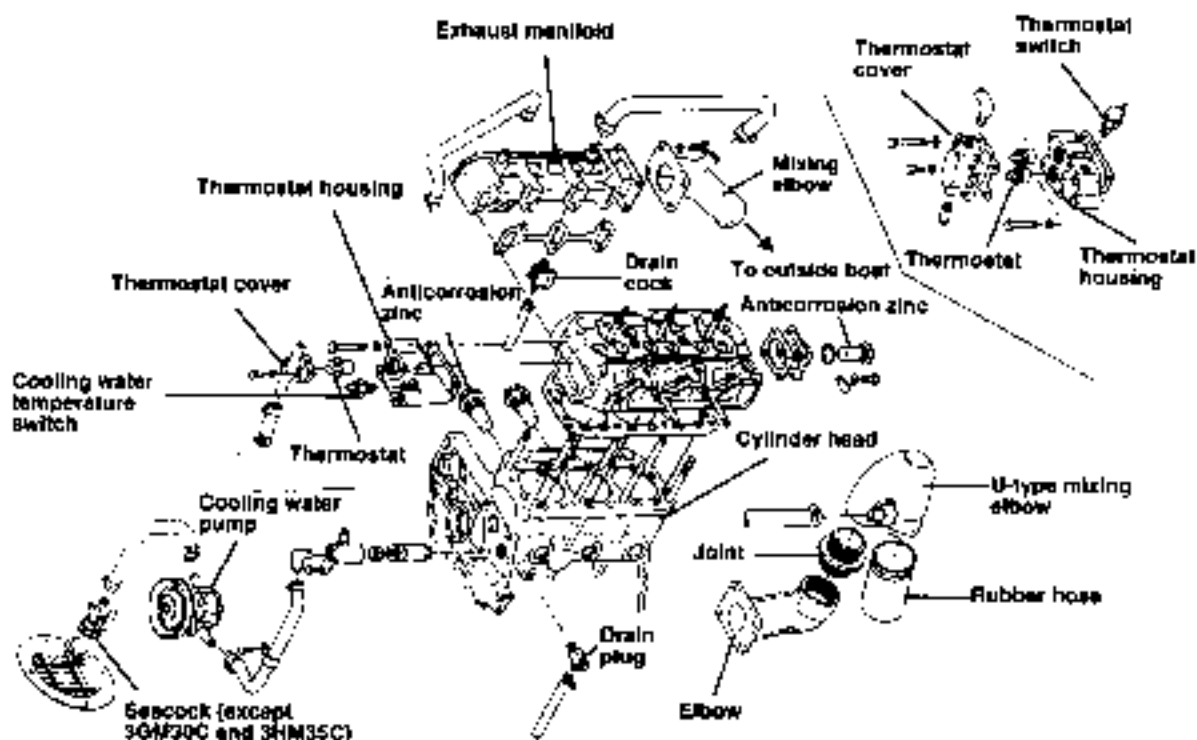 Exhaust manifold
Thermostat
cover
Thermostat
switch
Thermostat housing
Mixing
elbow
Thermostat cover
Anticorrosion
zinc
Drain
cock
To outside boat
Thermostat
Thermostat
housing
Anticorrosion zinc
Cooling water
temperature
switch
Thermostat
Cylinder head
Cooling water
pump
U-type mixing
elbow
Joint
Rubber hose
Drain
plug
Elbow
Seacock (except
3GM30C and 3HM35C)